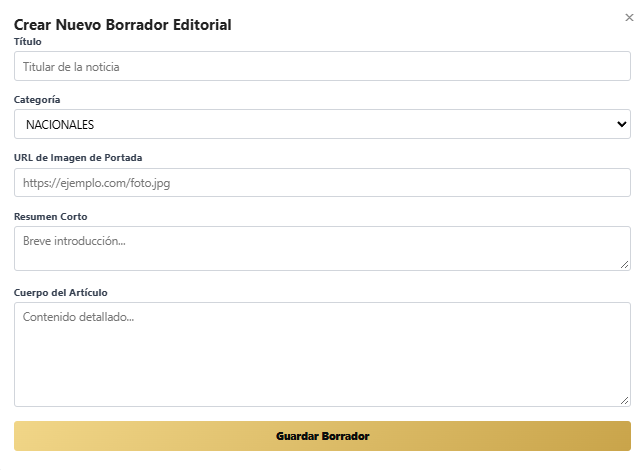 Crear Nuevo Borrador Editorial
Título
Titular de la noticia
Categoría
NACIONALES
URL de Imagen de Portada
https://ejemplo.com/foto.jpg
Resumen Corto
Breve introducción...
Cuerpo del Artículo
Contenido detallado...
Guardar Borrador